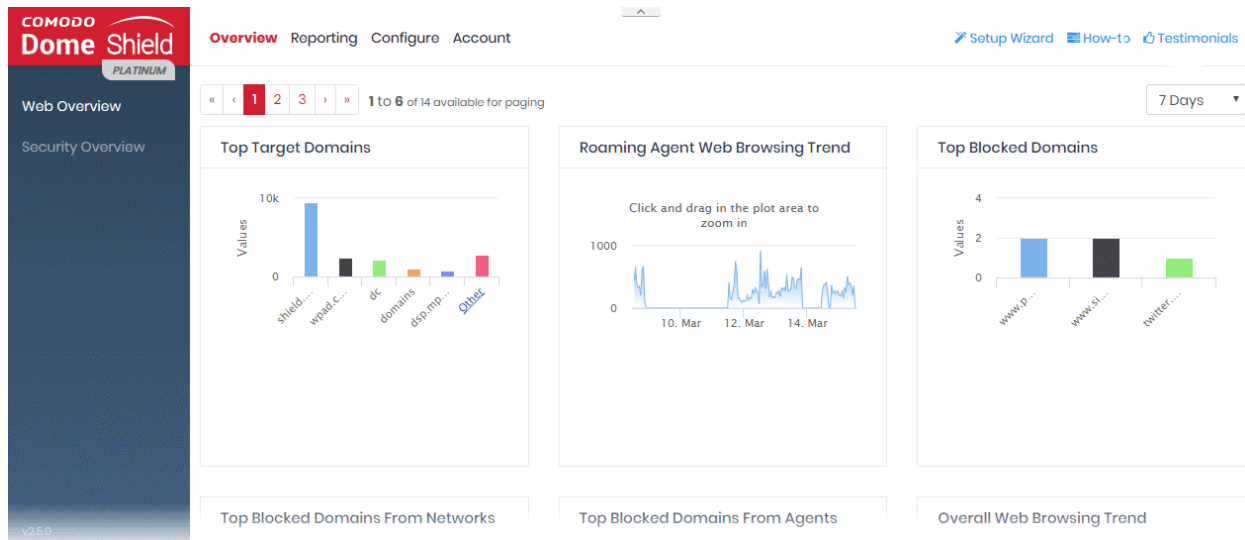 COMODO
Dome Shield
PLATINUM
Overview Reporting Configure Account
Setup Wizard How-to Testimonials
Web Overview
Security Overview
v2.5.0
« ‹ 1 2 3 › » 1 to 6 of 14 available for paging
7 Days
Top Target Domains
10k
Values
0
shield....
wpad.c...
dc
domains
dsp.mp...
Other
Roaming Agent Web Browsing Trend
Click and drag in the plot area to
zoom in
1000
0
10. Mar 12. Mar 14. Mar
Top Blocked Domains
4
Values
2
0
www.p...
www.si...
twitter....
Top Blocked Domains From Networks
Top Blocked Domains From Agents
Overall Web Browsing Trend